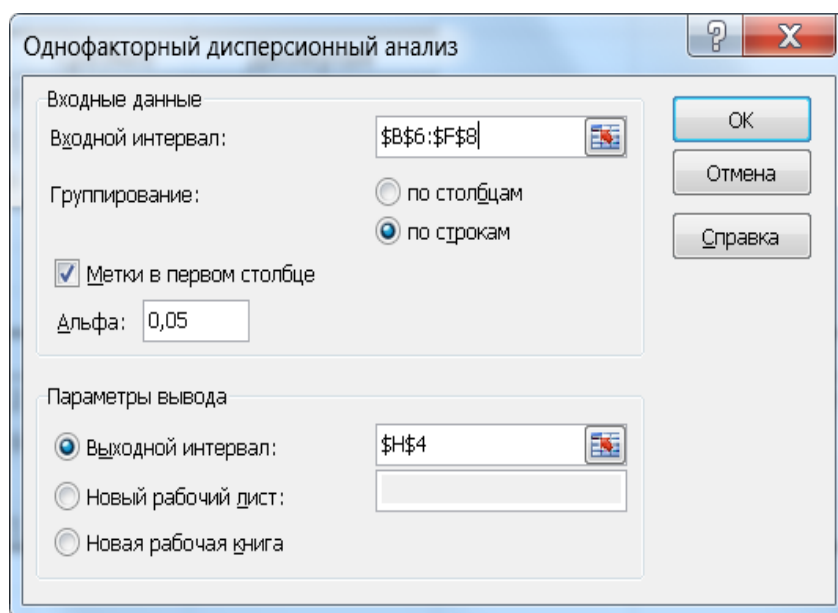 Однофакторный дисперсионный анализ
Входные данные
Входной интервал:
$B$6:$F$8
Группирование:
по столбцам
по строкам
Метки в первом столбце
Альфа:
0,05
OK
Отмена
Справка
Параметры вывода
Выходной интервал:
$H$4
Новый рабочий лист:
Новая рабочая книга